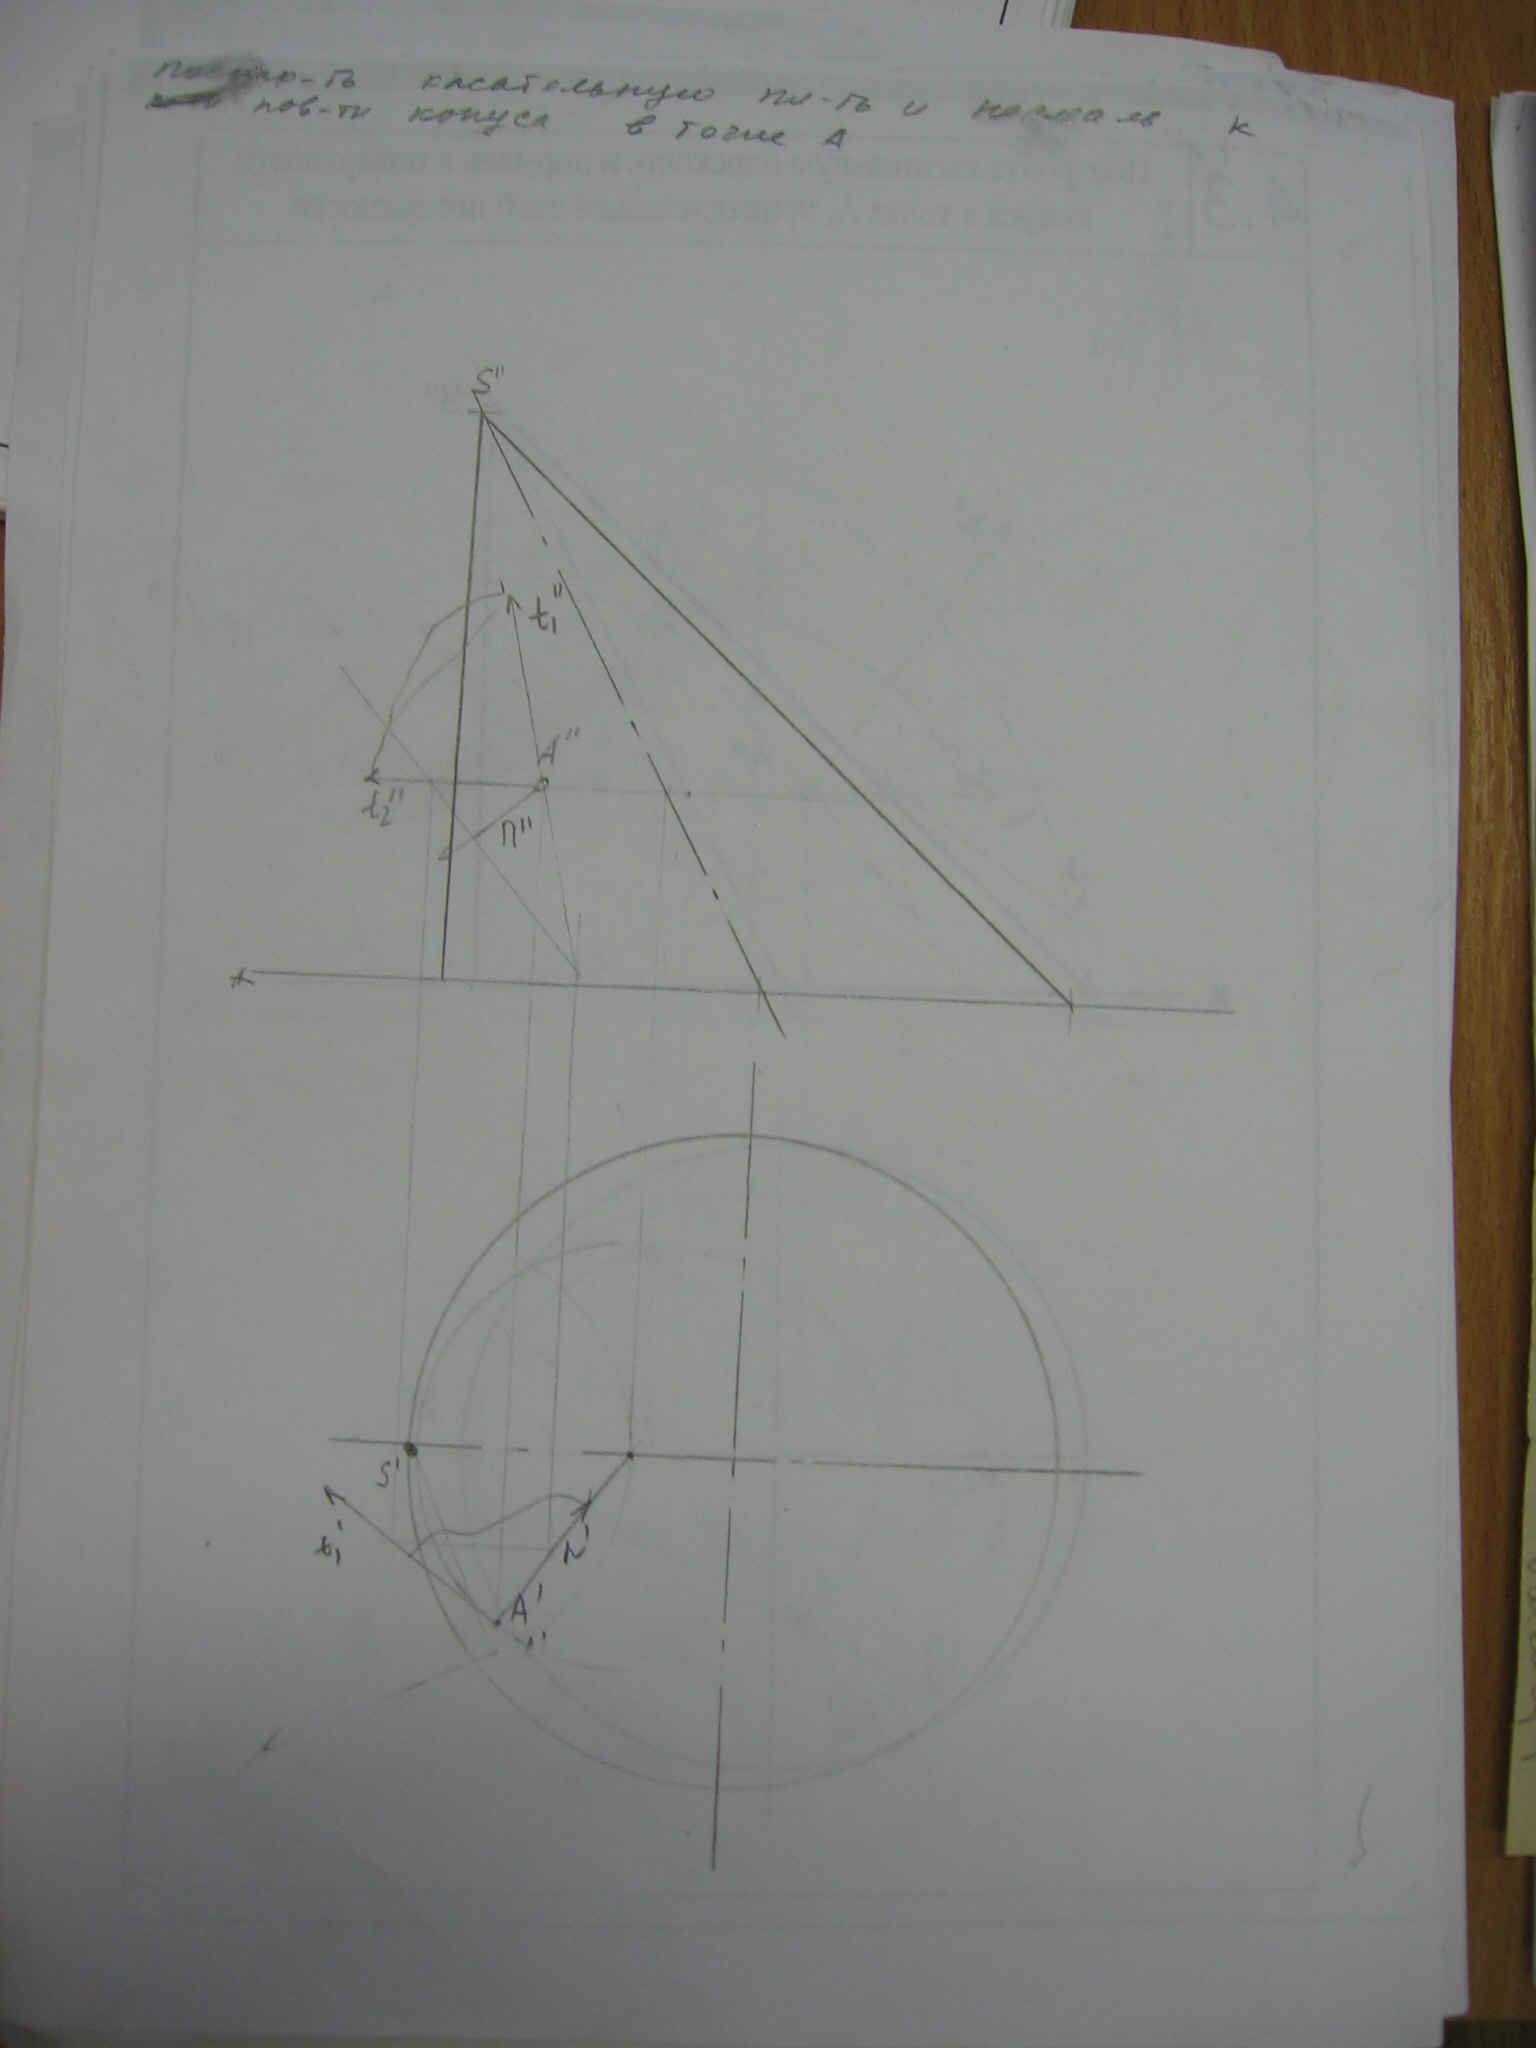 касательную пл-ть и нормаль к
пов-ти конуса в точке А
S"
t₁"
A"
t₂"
n"
S'
t₁'
n'
A'